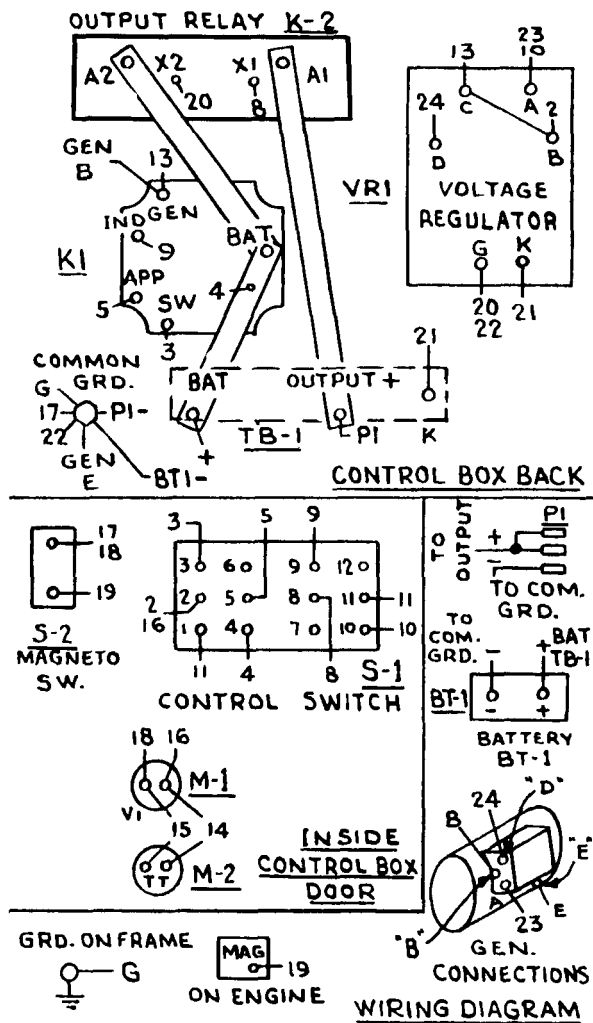 OUTPUT RELAY K-2
A2 X2 X1 A1
20 B
GEN
B
13
GEN
IND
9
BAT
K1
APP
5
SW
4
3
23
13 10
C A
24 2
D B
VR1
VOLTAGE
REGULATOR
G K
20 21
22
COMMON
GRD.
G
17 P1-
22
GEN
E
BT1-
BAT OUTPUT +
21
+
TB-1
P1
K
CONTROL BOX BACK
17
18
19
S-2
MAGNETO
SW.
3 5 9
3 6 9 12
2 5 8 11 11
2
16
1 4 7 10 10
11 4 8
S-1
CONTROL SWITCH
18 16
M-1
V1
15 14
TT
M-2
INSIDE
CONTROL BOX
DOOR
TO
OUTPUT
P1
+
-
TO COM.
GRD.
TO
COM.
GRD.
-
+
BAT
TB-1
BT-1
- +
BATTERY
BT-1
24 "D"
B
"E"
A
"B"
23 E
GEN.
CONNECTIONS
GRD. ON FRAME
G
MAG
19
ON ENGINE
WIRING DIAGRAM